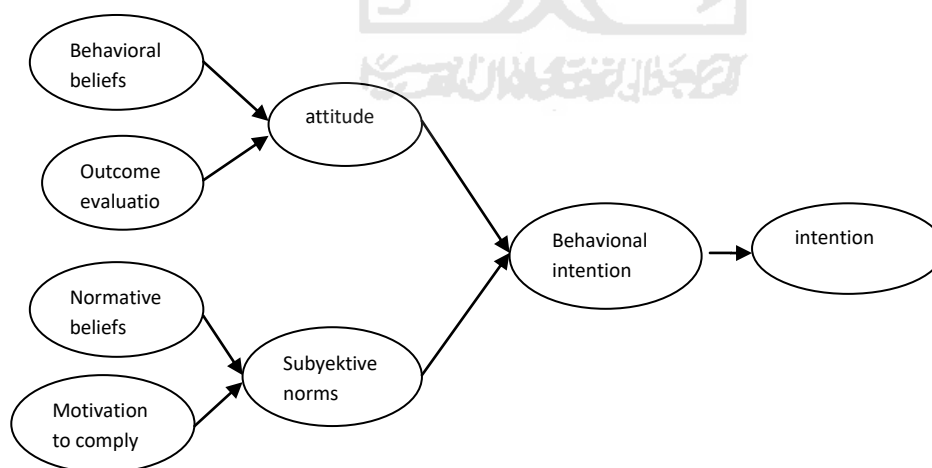 Behavioral
beliefs
attitude
Outcome
evaluatio
Behavional
intention
intention
Normative
beliefs
Subyektive
norms
Motivation
to comply